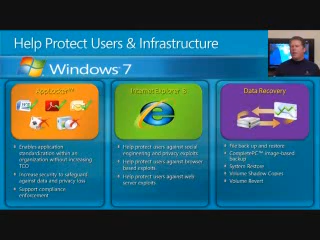 Help Protect Users & Infrastructure
Windows 7
AppLocker™
Internet Explorer 8
Data Recovery
Enables application
standardization within an
organization without increasing
TCO
Increase security to safeguard
against data and privacy loss
Support compliance
enforcement
Help protect users against social
engineering and privacy exploits
Help protect users against browser
based exploits
Help protect users against web
server exploits
File back up and restore
CompletePC™ image-based
backup
System Restore
Volume Shadow Copies
Volume Revert